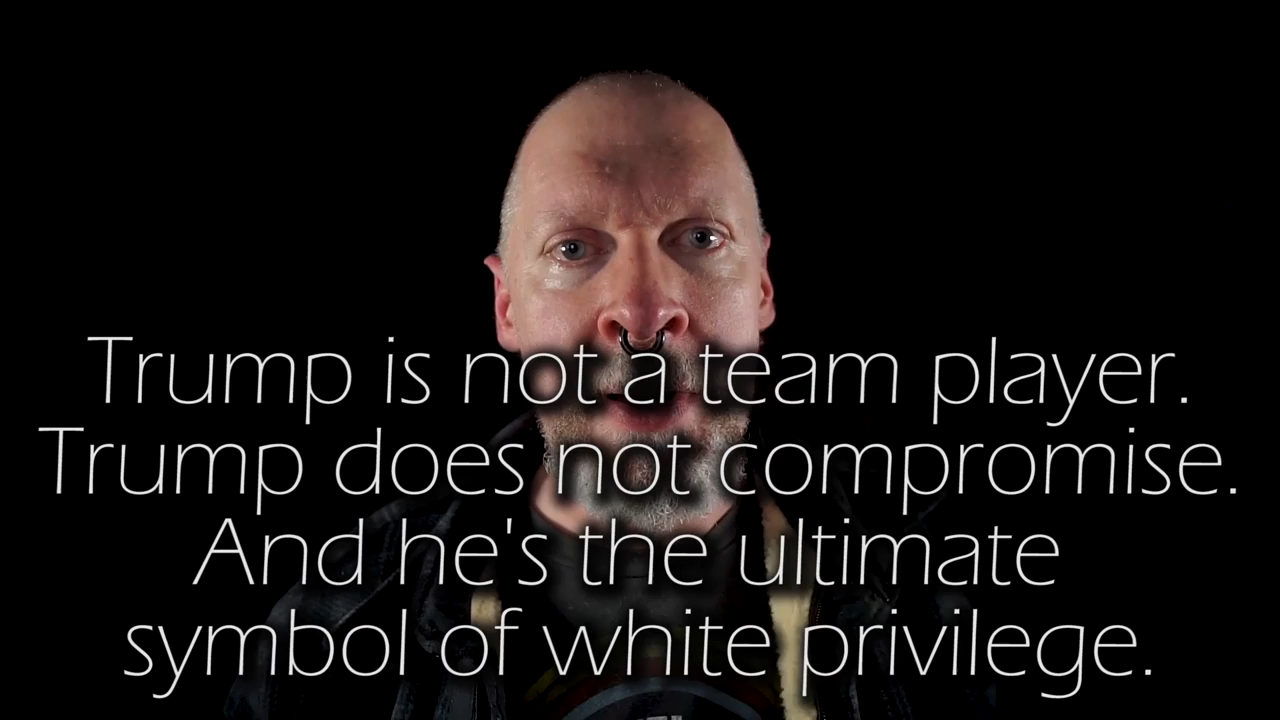 Trump is not a team player.
Trump does not compromise.
And he's the ultimate
symbol of white privilege.